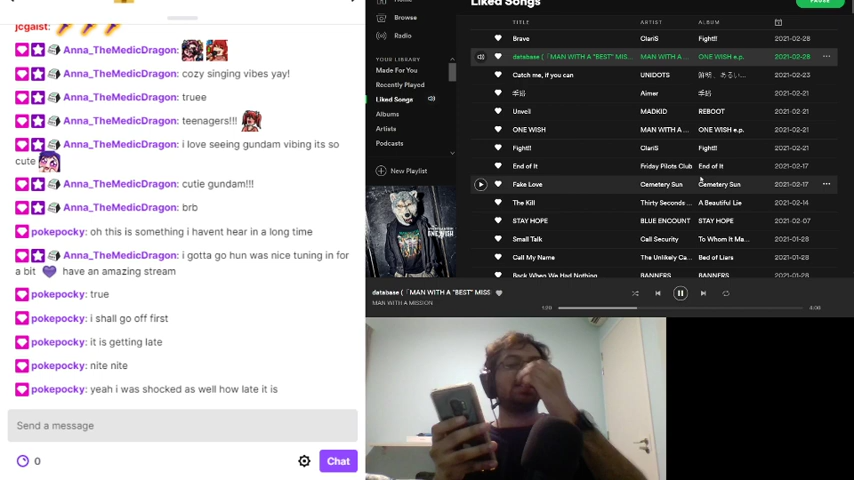 jcgaist:
Anna_TheMedicDragon:
Anna_TheMedicDragon: cozy singing vibes yay!
Anna_TheMedicDragon: truee
Anna_TheMedicDragon: teenagers!!!
Anna_TheMedicDragon: i love seeing gundam vibing its so
cute
Anna_TheMedicDragon: cutie gundam!!!
Anna_TheMedicDragon: brb
pokepocky: oh this is something i havent hear in a long time
Anna_TheMedicDragon: i gotta go hun was nice tuning in for
a bit 💜 have an amazing stream
pokepocky: true
pokepocky: i shall go off first
pokepocky: it is getting late
pokepocky: nite nite
pokepocky: yeah i was shocked as well how late it is
Send a message
0
Chat
Home
Browse
Radio
YOUR LIBRARY
Made For You
Recently Played
Liked Songs
Albums
Artists
Podcasts
New Playlist
Liked Songs
PAUSE
TITLE ARTIST ALBUM
Brave ClariS Fight!! 2021-02-28
database (「MAN WITH A "BEST" MIS... MAN WITH A ... ONE WISH e.p. 2021-02-28
Catch me, if you can UNIDOTS 2021-02-23
Aimer 2021-02-21
Unveil MADKID REBOOT 2021-02-21
ONE WISH MAN WITH A ... ONE WISH e.p. 2021-02-21
Fight!! ClariS Fight!! 2021-02-21
End of It Friday Pilots Club End of It 2021-02-17
Fake Love Cemetery Sun Cemetery Sun 2021-02-17
The Kill Thirty Seconds ... A Beautiful Lie 2021-02-14
STAY HOPE BLUE ENCOUNT STAY HOPE 2021-02-07
Small Talk Call Security To Whom It Ma... 2021-01-28
Call My Name The Unlikely Ca... Bed of Liars 2021-01-28
Back When We Had Nothing BANNERS BANNERS 2021-01-28
database (「MAN WITH A "BEST" MISS
MAN WITH A MISSION
1:29
4:06